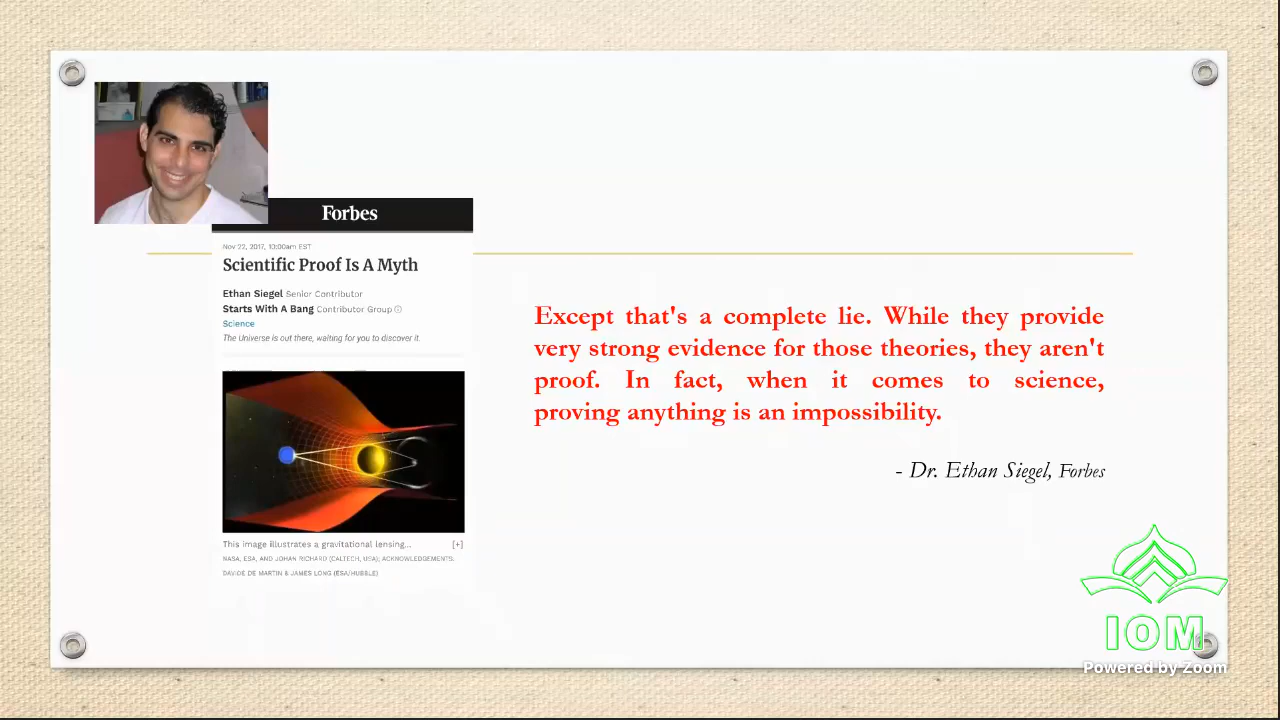 Forbes
Nov 22, 2017, 10:00am EST
Scientific Proof Is A Myth
Ethan Siegel Senior Contributor
Starts With A Bang Contributor Group
Science
The Universe is out there, waiting for you to discover it.
This image illustrates a gravitational lensing... [+]
NASA, ESA, AND JOHAN RICHARD (CALTECH, USA); ACKNOWLEDGEMENTS:
DAVIDE DE MARTIN & JAMES LONG (ESA/HUBBLE)
Except that's a complete lie. While they provide
very strong evidence for those theories, they aren't
proof. In fact, when it comes to science,
proving anything is an impossibility.
- Dr. Ethan Siegel, Forbes
IOM
Powered by Zoom